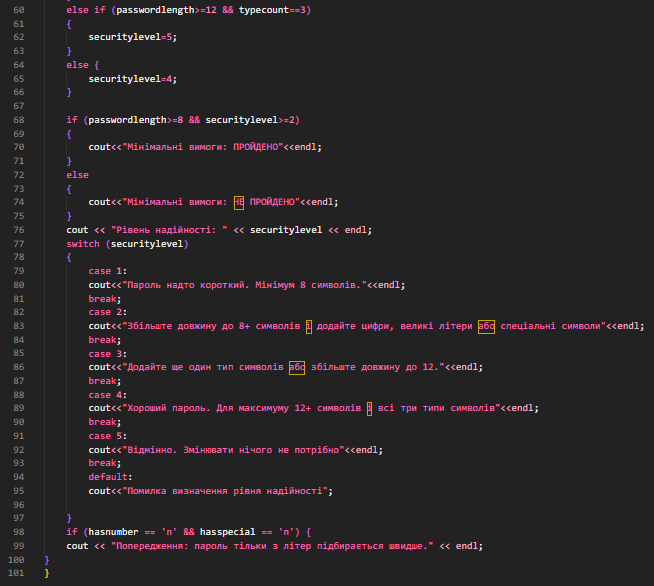 60 else if (passwordlength>=12 && typecount==3)
61 {
62 securitylevel=5;
63 }
64 else {
65 securitylevel=4;
66 }
67
68 if (passwordlength>=8 && securitylevel>=2)
69 {
70 cout<<"Мінімальні вимоги: ПРОЙДЕНО"<<endl;
71 }
72 else
73 {
74 cout<<"Мінімальні вимоги: НЕ ПРОЙДЕНО"<<endl;
75 }
76 cout << "Рівень надійності: " << securitylevel << endl;
77 switch (securitylevel)
78 {
79 case 1:
80 cout<<"Пароль надто короткий. Мінімум 8 символів."<<endl;
81 break;
82 case 2:
83 cout<<"Збільште довжину до 8+ символів і додайте цифри, великі літери або спеціальні символи"<<endl;
84 break;
85 case 3:
86 cout<<"Додайте ще один тип символів або збільште довжину до 12."<<endl;
87 break;
88 case 4:
89 cout<<"Хороший пароль. Для максимуму 12+ символів і всі три типи символів"<<endl;
90 break;
91 case 5:
92 cout<<"Відмінно. Змінювати нічого не потрібно"<<endl;
93 break;
94 default:
95 cout<<"Помилка визначення рівня надійності";
96
97 }
98 if (hasnumber == 'n' && hasspecial == 'n') {
99 cout << "Попередження: пароль тільки з літер підбирається швидше." << endl;
100 }
101 }